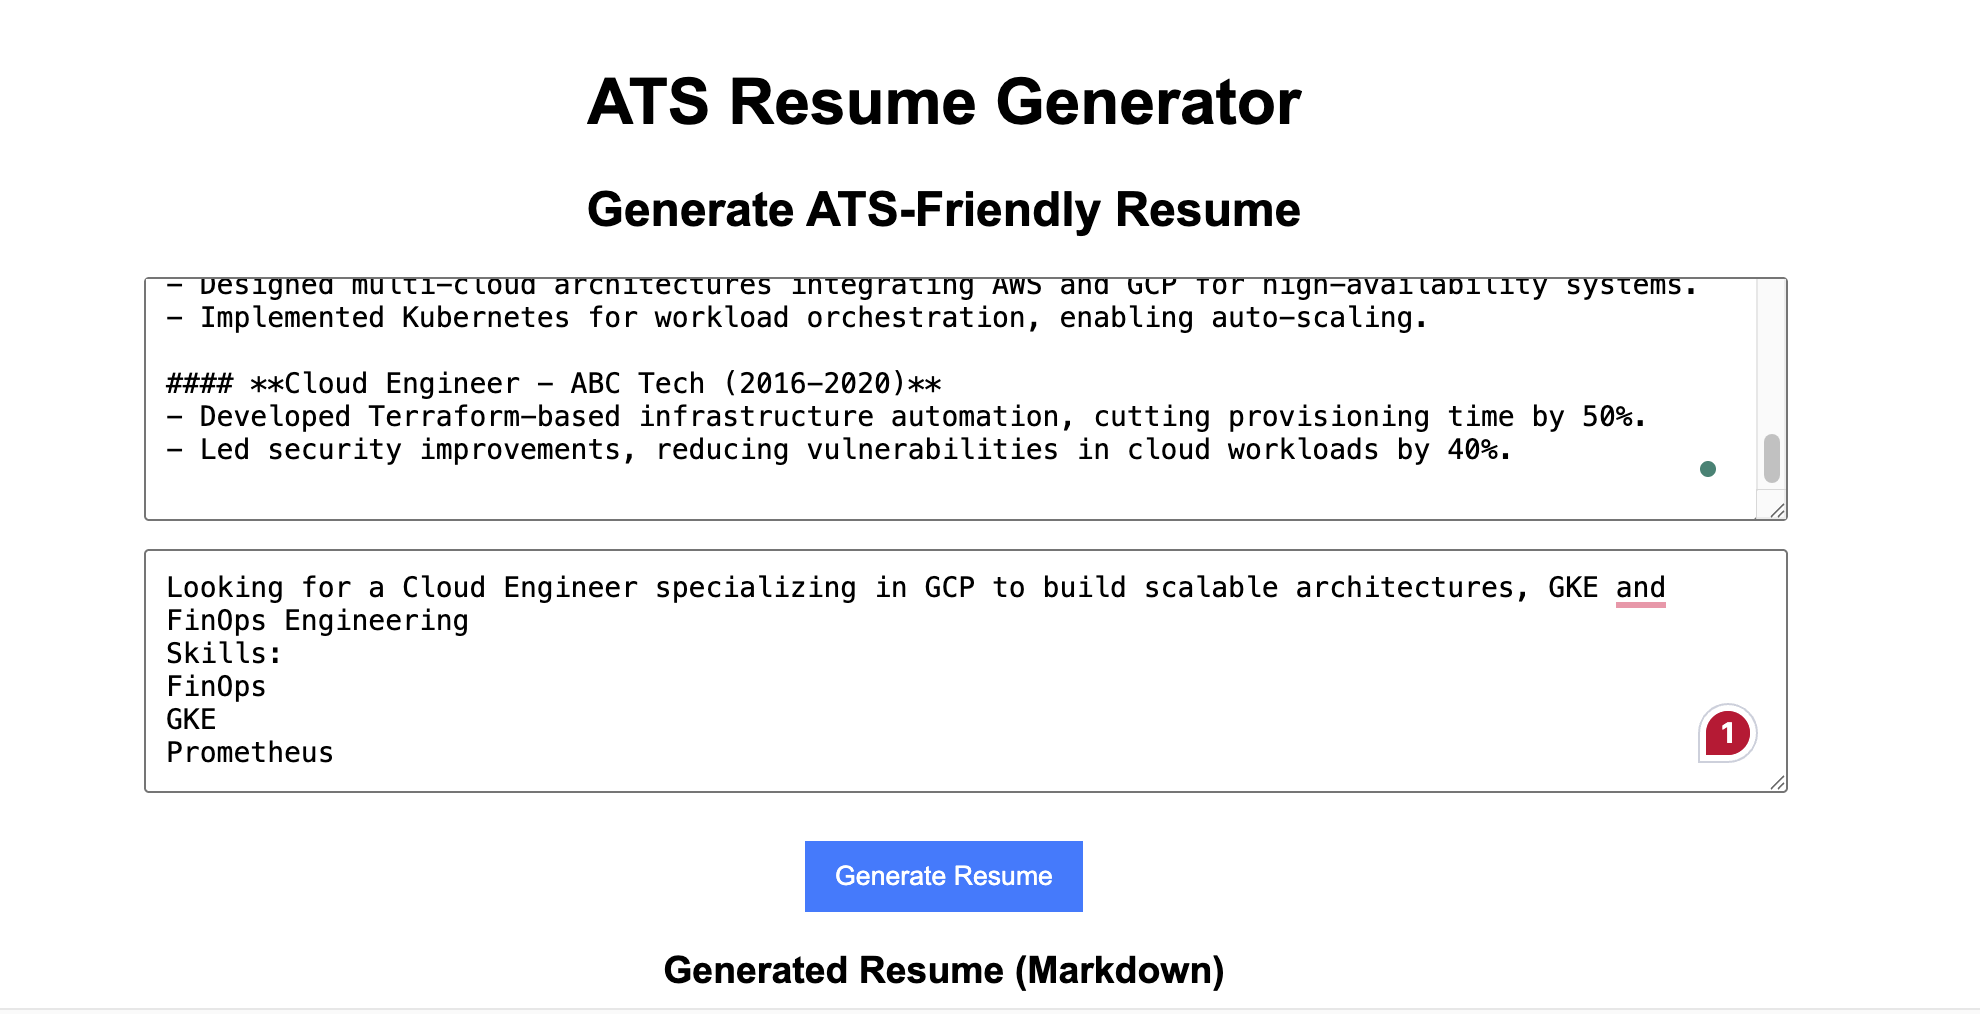 ATS Resume Generator
Generate ATS-Friendly Resume
- Designed multi-cloud architectures integrating AWS and GCP for high-availability systems.
- Implemented Kubernetes for workload orchestration, enabling auto-scaling.
#### **Cloud Engineer - ABC Tech (2016-2020)**
- Developed Terraform-based infrastructure automation, cutting provisioning time by 50%.
- Led security improvements, reducing vulnerabilities in cloud workloads by 40%.
Looking for a Cloud Engineer specializing in GCP to build scalable architectures, GKE and
FinOps Engineering
Skills:
FinOps
GKE
Prometheus
1
Generate Resume
Generated Resume (Markdown)